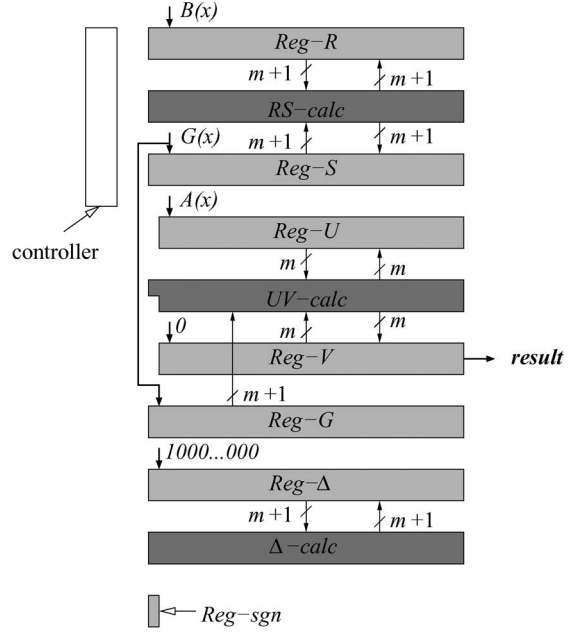 B(x)
Reg−R
m+1
m+1
RS−calc
G(x)
m+1
m+1
Reg−S
A(x)
controller
Reg−U
m
m
UV−calc
0
m
m
Reg−V
result
m+1
Reg−G
1000...000
Reg−Δ
m+1
m+1
Δ−calc
Reg−sgn